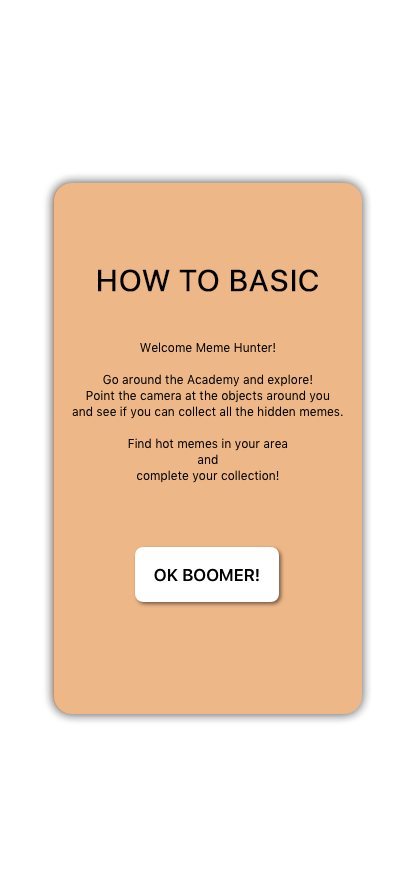 HOW TO BASIC
Welcome Meme Hunter!
Go around the Academy and explore!
Point the camera at the objects around you
and see if you can collect all the hidden memes.
Find hot memes in your area
and
complete your collection!
OK BOOMER!